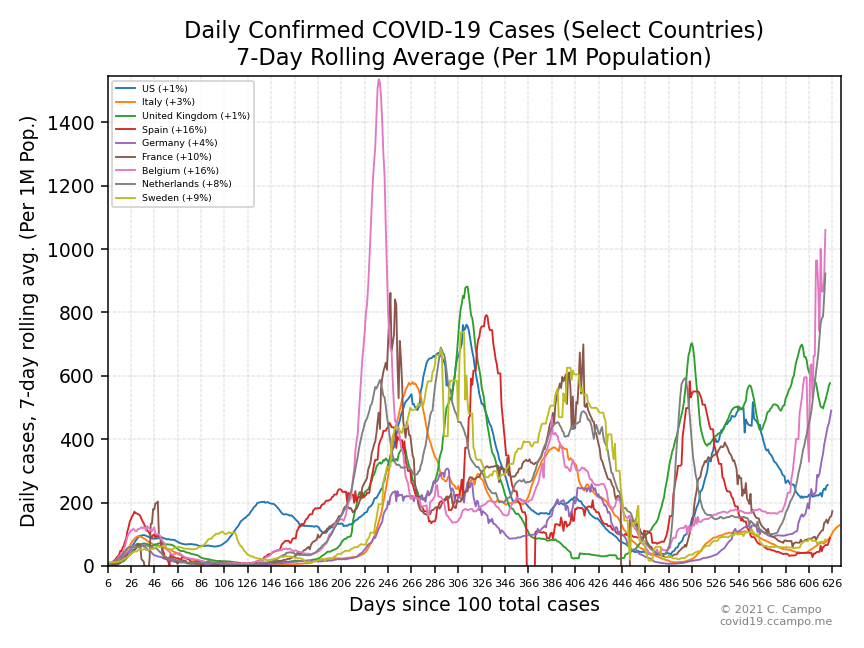 Daily Confirmed COVID-19 Cases (Select Countries)
7-Day Rolling Average (Per 1M Population)
Daily cases, 7-day rolling avg. (Per 1M Pop.)
1400
1200
1000
800
600
400
200
0
US (+1%)
Italy (+3%)
United Kingdom (+1%)
Spain (+16%)
Germany (+4%)
France (+10%)
Belgium (+16%)
Netherlands (+8%)
Sweden (+9%)
6 26 46 66 86 106 126 146 166 186 206 226 246 266 286 306 326 346 366 386 406 426 446 466 486 506 526 546 566 586 606 626
Days since 100 total cases
© 2021 C. Campo
covid19.ccampo.me